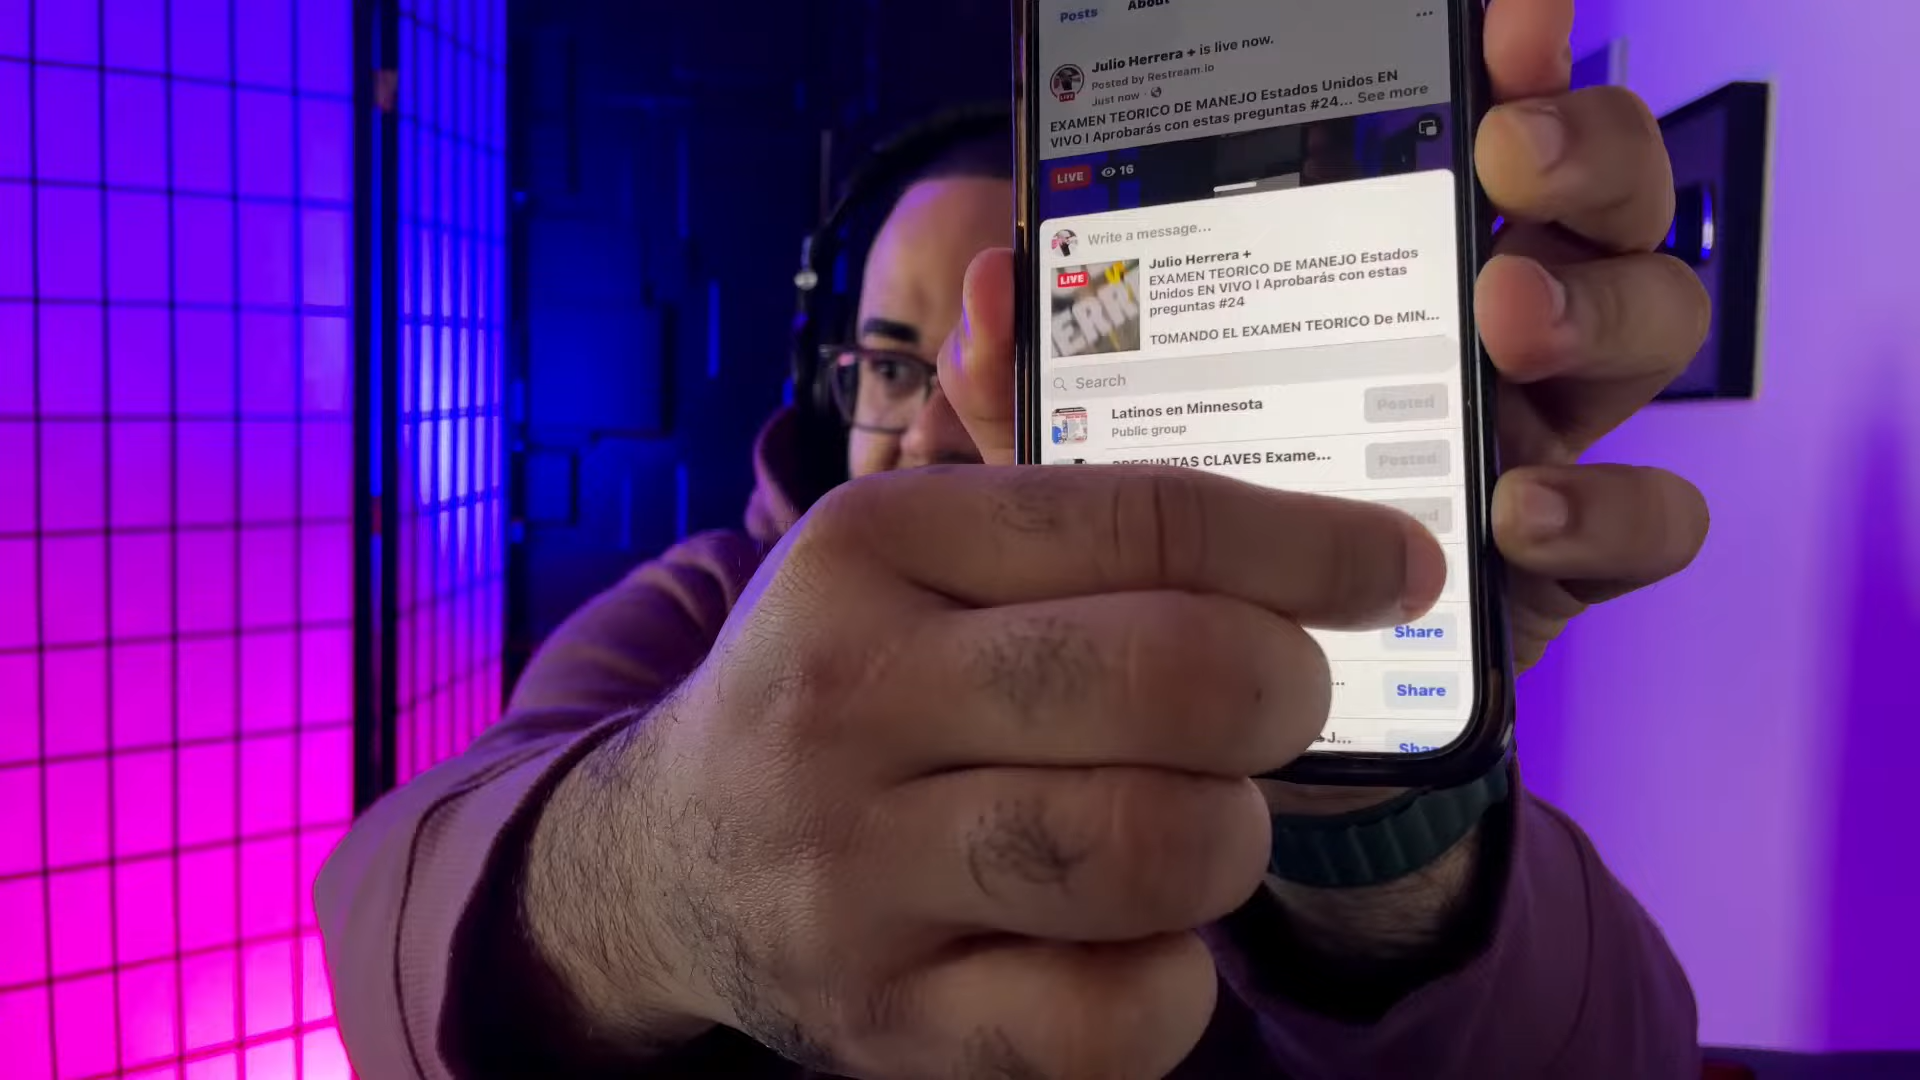 Posts About
Julio Herrera + is live now.
Posted by Restream.io
Just now
EXAMEN TEORICO DE MANEJO Estados Unidos EN
VIVO I Aprobarás con estas preguntas #24... See more
LIVE 16
Write a message...
LIVE
ERR
Julio Herrera +
EXAMEN TEORICO DE MANEJO Estados
Unidos EN VIVO I Aprobarás con estas
preguntas #24
TOMANDO EL EXAMEN TEORICO De MIN...
Search
Latinos en Minnesota
Posted
Public group
PREGUNTAS CLAVES Exame...
Posted
Share
Share